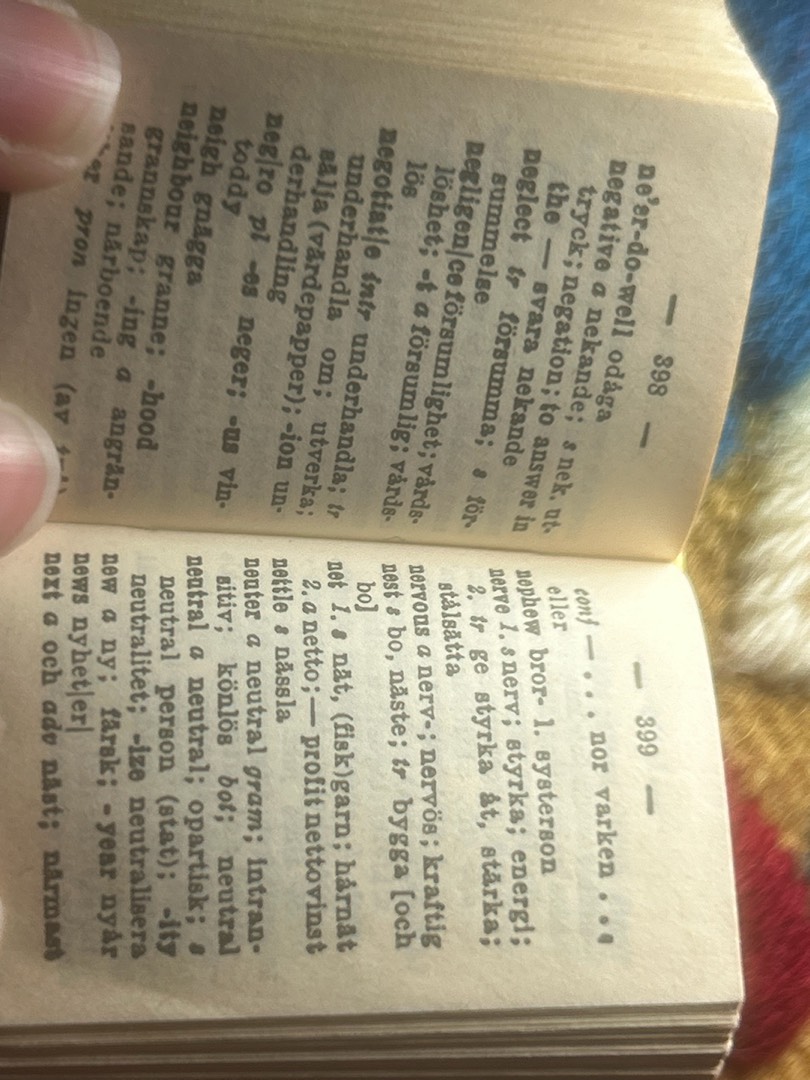 — 398 —
ne'er-do-well odåga
negative a nekande; s nek. ut-
tryck; negation; to answer in
the — svara nekande
neglect tr försumma; s för-
summelse
negligen|ce försumlighet; vårds-
löshet; -t a försumlig; vårds-
lös
negotiat|e intr underhandla; tr
underhandla om; utverka;
sälja (värdepapper); -ion un-
derhandling
neg|ro pl -es neger; -us vin-
toddy
neigh gnägga
neighbour granne; -hood
grannskap; -ing a angrän-
sande; närboende
pron ingen (av
— 399 —
conj — ... nor varken ...
eller
nephew bror- l. systerson
nerve 1. s nerv; styrka; energi;
2. tr ge styrka åt, stärka;
stålsätta
nervous a nerv-; nervös; kraftig
nest s bo, näste; tr bygga [och
bo]
net 1. s nät, (fisk)garn; hårnät
2. a netto; — profit nettovinst
nettle s nässla
neuter a neutral gram; intran-
sitiv; könlös bot; neutral
neutral a neutral; opartisk; s
neutral person (stat); -ity
neutralitet; -ize neutralisera
new a ny; färsk; -year nyår
news nyhet|er|
next a och adv näst; närmast